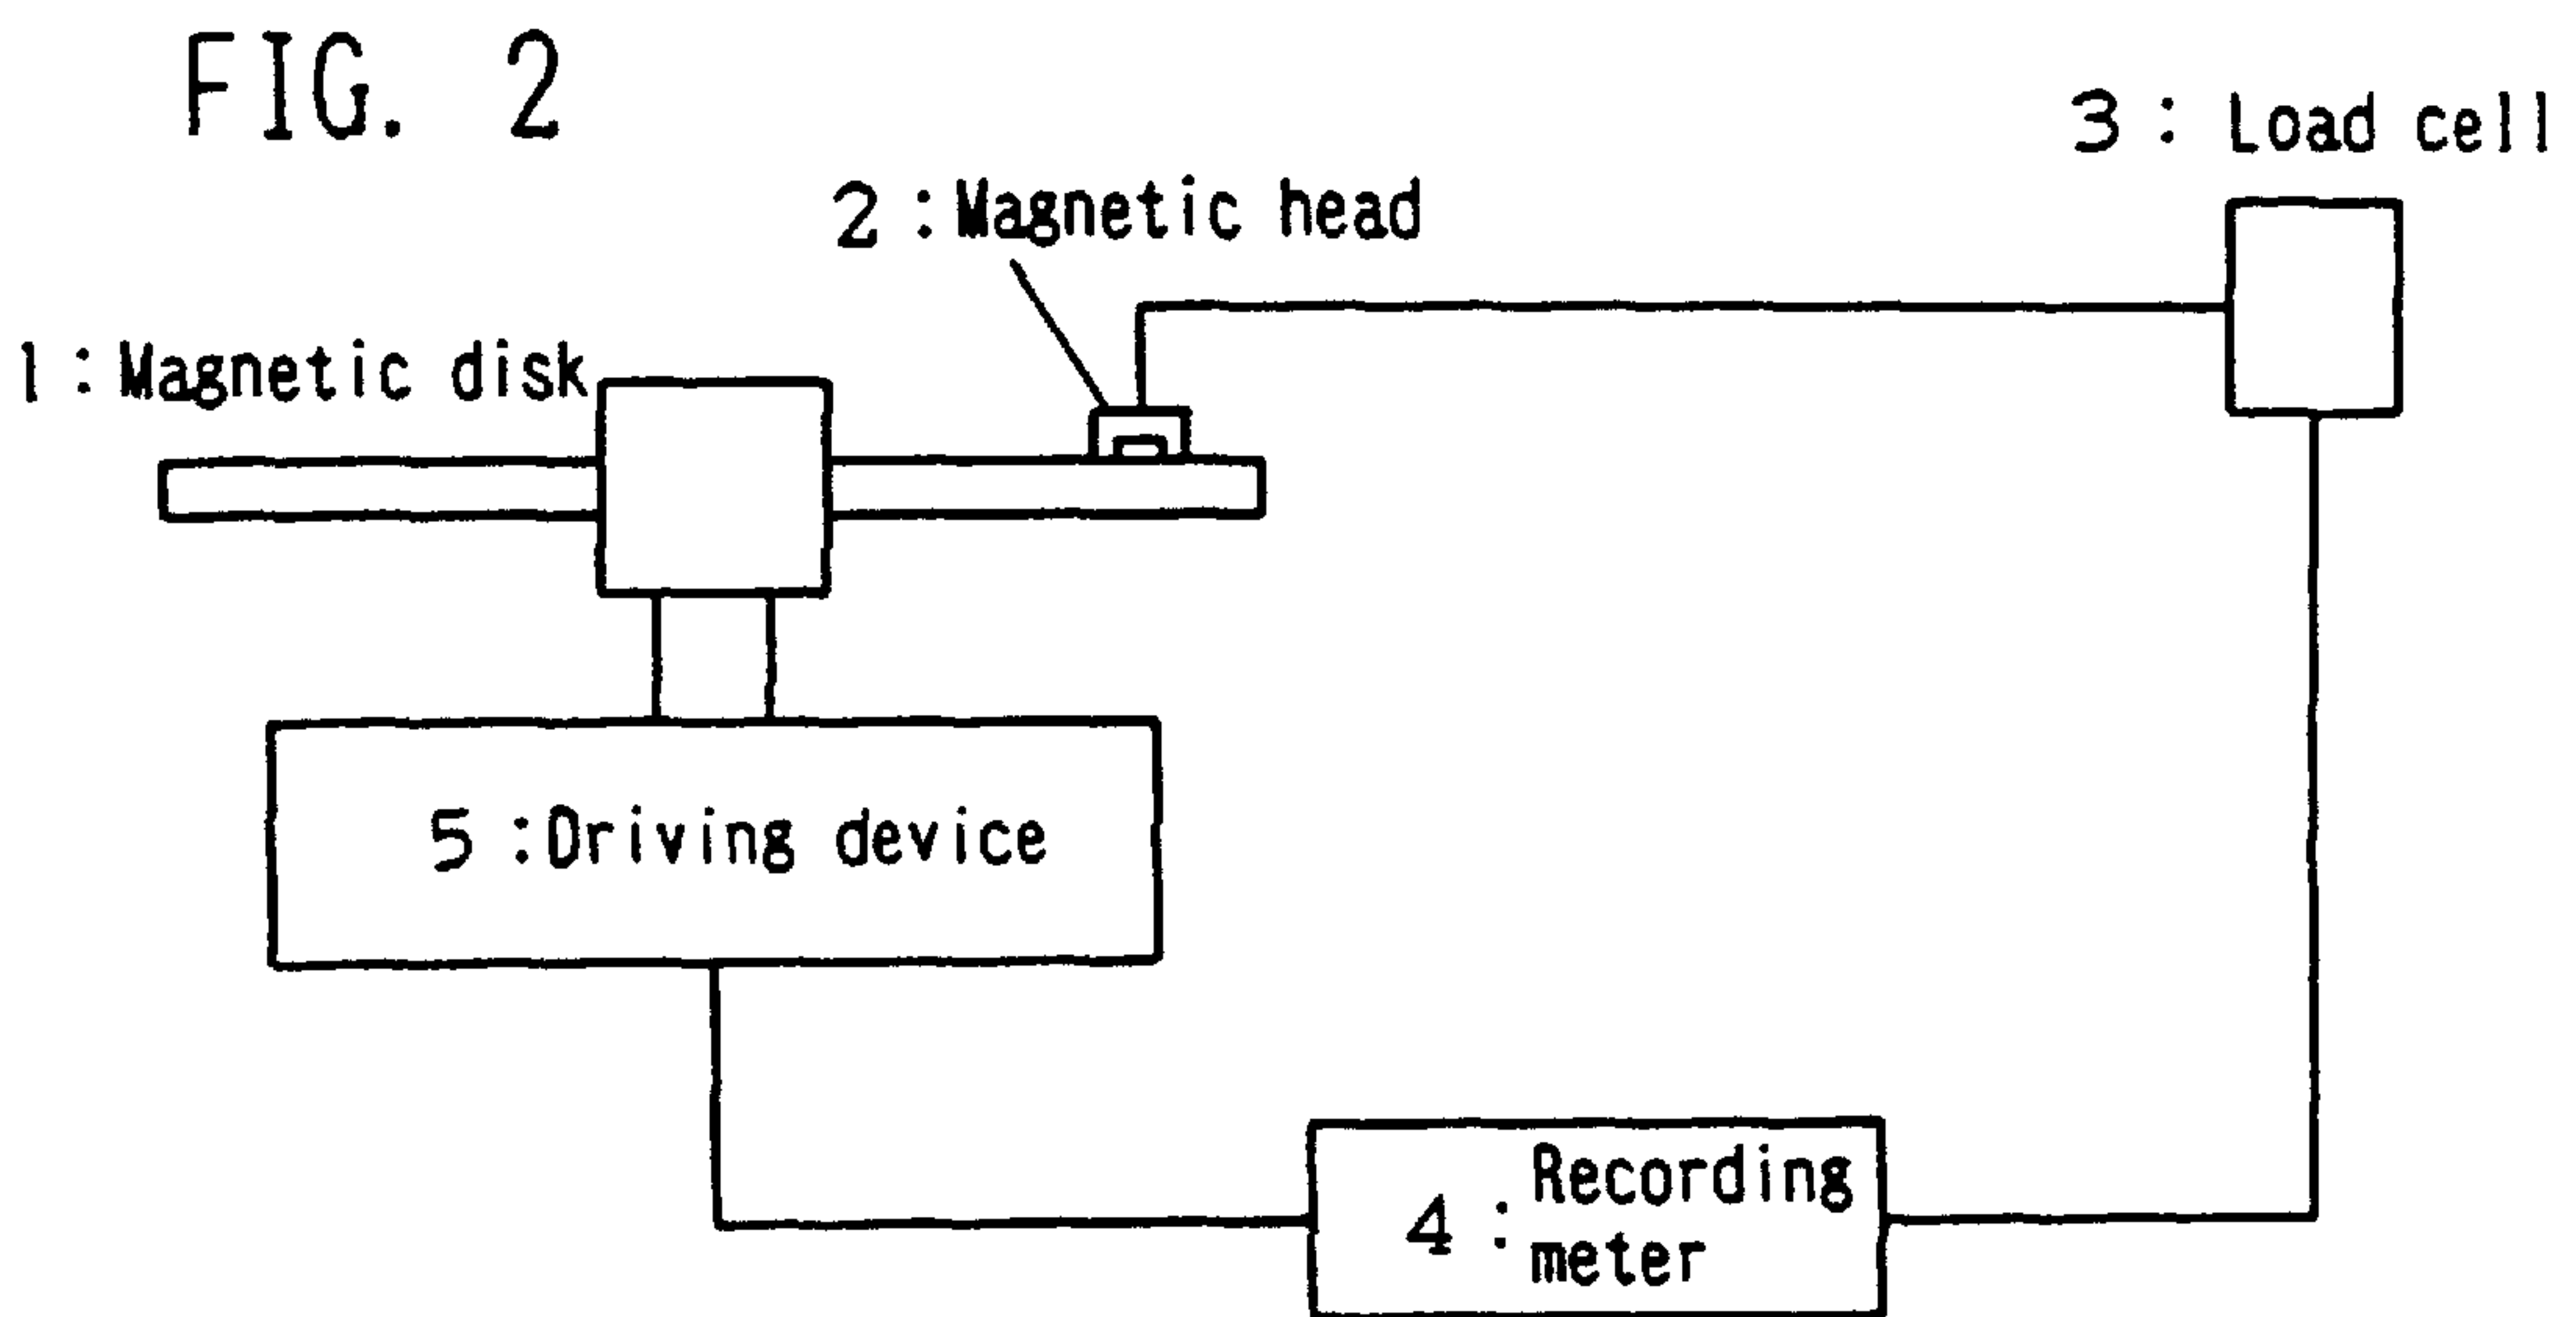 FIG. 2
3 : Load cell
2 : Magnetic head
1 : Magnetic disk
5 : Driving device
4 : Recording
meter